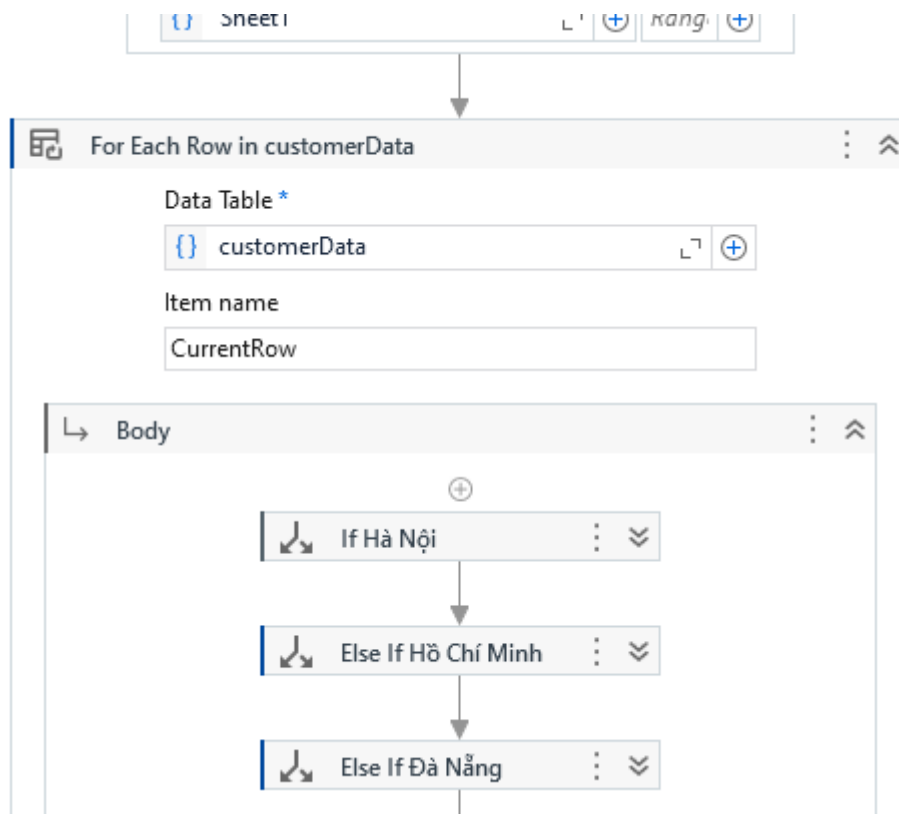 {} Sheet1
Rang
For Each Row in customerData
Data Table *
{} customerData
Item name
CurrentRow
Body
If Hà Nội
Else If Hồ Chí Minh
Else If Đà Nẵng